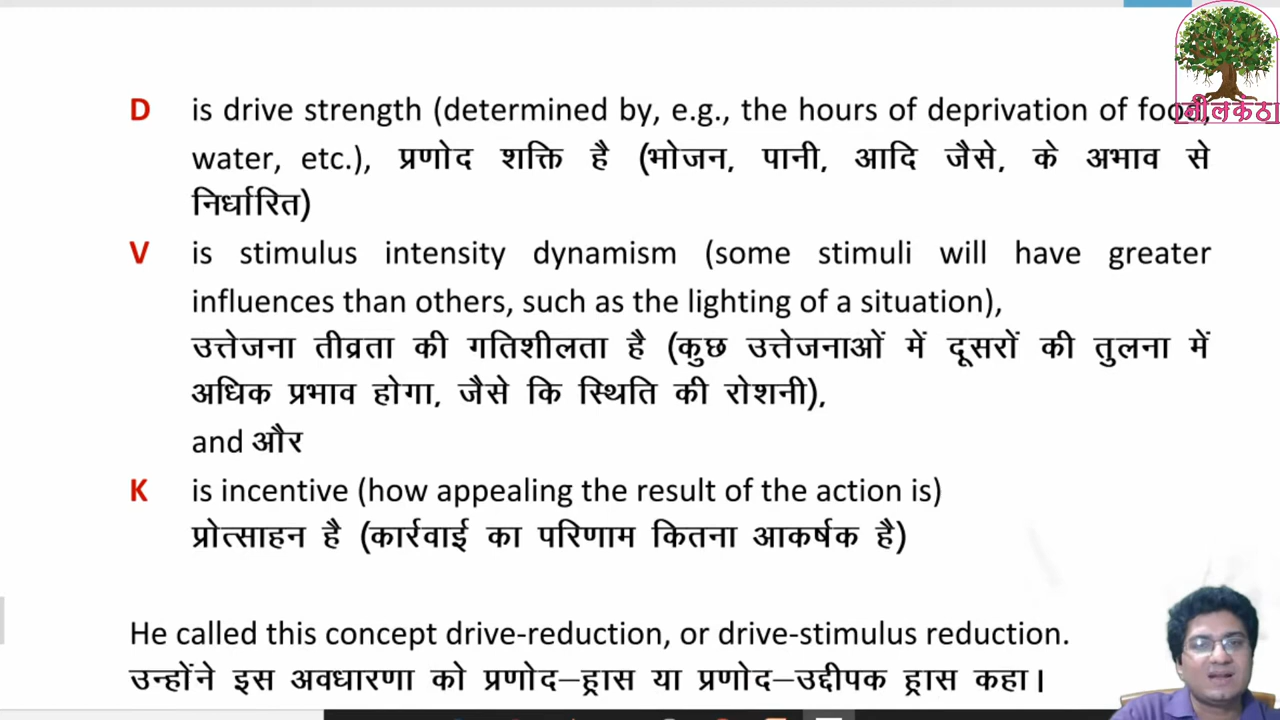 D is drive strength (determined by, e.g., the hours of deprivation of food,
water, etc.), प्रणोद शक्ति है (भोजन, पानी, आदि जैसे, के अभाव से
निर्धारित)
V is stimulus intensity dynamism (some stimuli will have greater
influences than others, such as the lighting of a situation),
उत्तेजना तीव्रता की गतिशीलता है (कुछ उत्तेजनाओं में दूसरों की तुलना में
अधिक प्रभाव होगा, जैसे कि स्थिति की रोशनी),
and और
K is incentive (how appealing the result of the action is)
प्रोत्साहन है (कार्रवाई का परिणाम कितना आकर्षक है)
He called this concept drive-reduction, or drive-stimulus reduction.
उन्होंने इस अवधारणा को प्रणोद–ह्रास या प्रणोद–उद्दीपक ह्रास कहा।
नीलकंठा